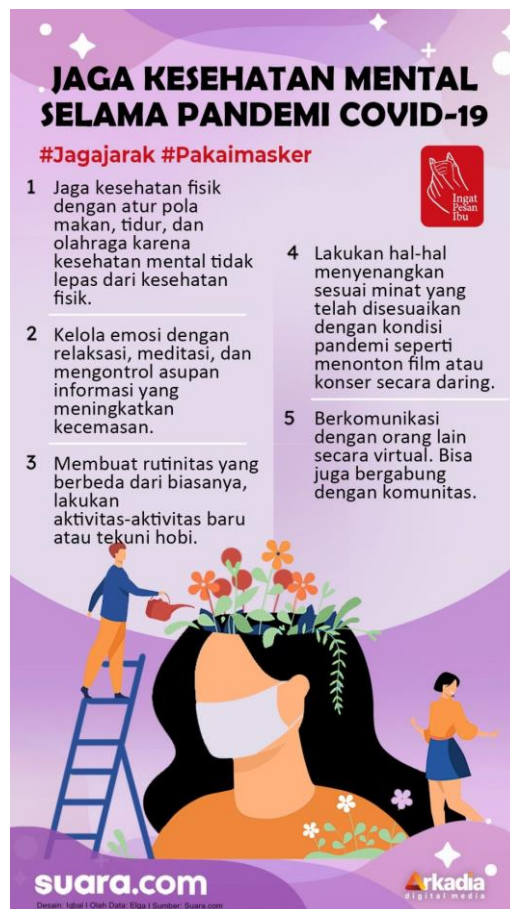 JAGA KESEHATAN MENTAL
SELAMA PANDEMI COVID-19
#Jagajarak #Pakaimasker
Ingat
Pesan
Ibu
1 Jaga kesehatan fisik
dengan atur pola
makan, tidur, dan
olahraga karena
kesehatan mental tidak
lepas dari kesehatan
fisik.
2 Kelola emosi dengan
relaksasi, meditasi, dan
mengontrol asupan
informasi yang
meningkatkan
kecemasan.
3 Membuat rutinitas yang
berbeda dari biasanya,
lakukan
aktivitas-aktivitas baru
atau tekuni hobi.
4 Lakukan hal-hal
menyenangkan
sesuai minat yang
telah disesuaikan
dengan kondisi
pandemi seperti
menonton film atau
konser secara daring.
5 Berkomunikasi
dengan orang lain
secara virtual. Bisa
juga bergabung
dengan komunitas.
suara.com
Desain: Iqbal I Olah Data: Elga I Sumber: Suara.com
Arkadia
digital media